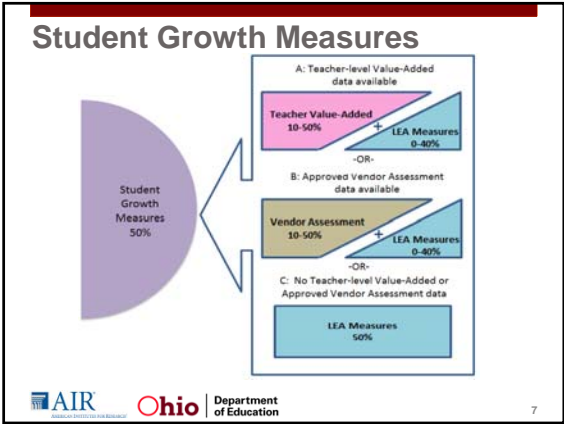 Student Growth Measures
A: Teacher-level Value-Added
data available
Teacher Value-Added
10-50%
+
LEA Measures
0-40%
-OR-
B: Approved Vendor Assessment
data available
Vendor Assessment
10-50%
+
LEA Measures
0-40%
-OR-
C: No Teacher-level Value-Added or
Approved Vendor Assessment data
LEA Measures
50%
Student
Growth
Measures
50%
AIR
AMERICAN INSTITUTES FOR RESEARCH
Ohio
Department
of Education
7